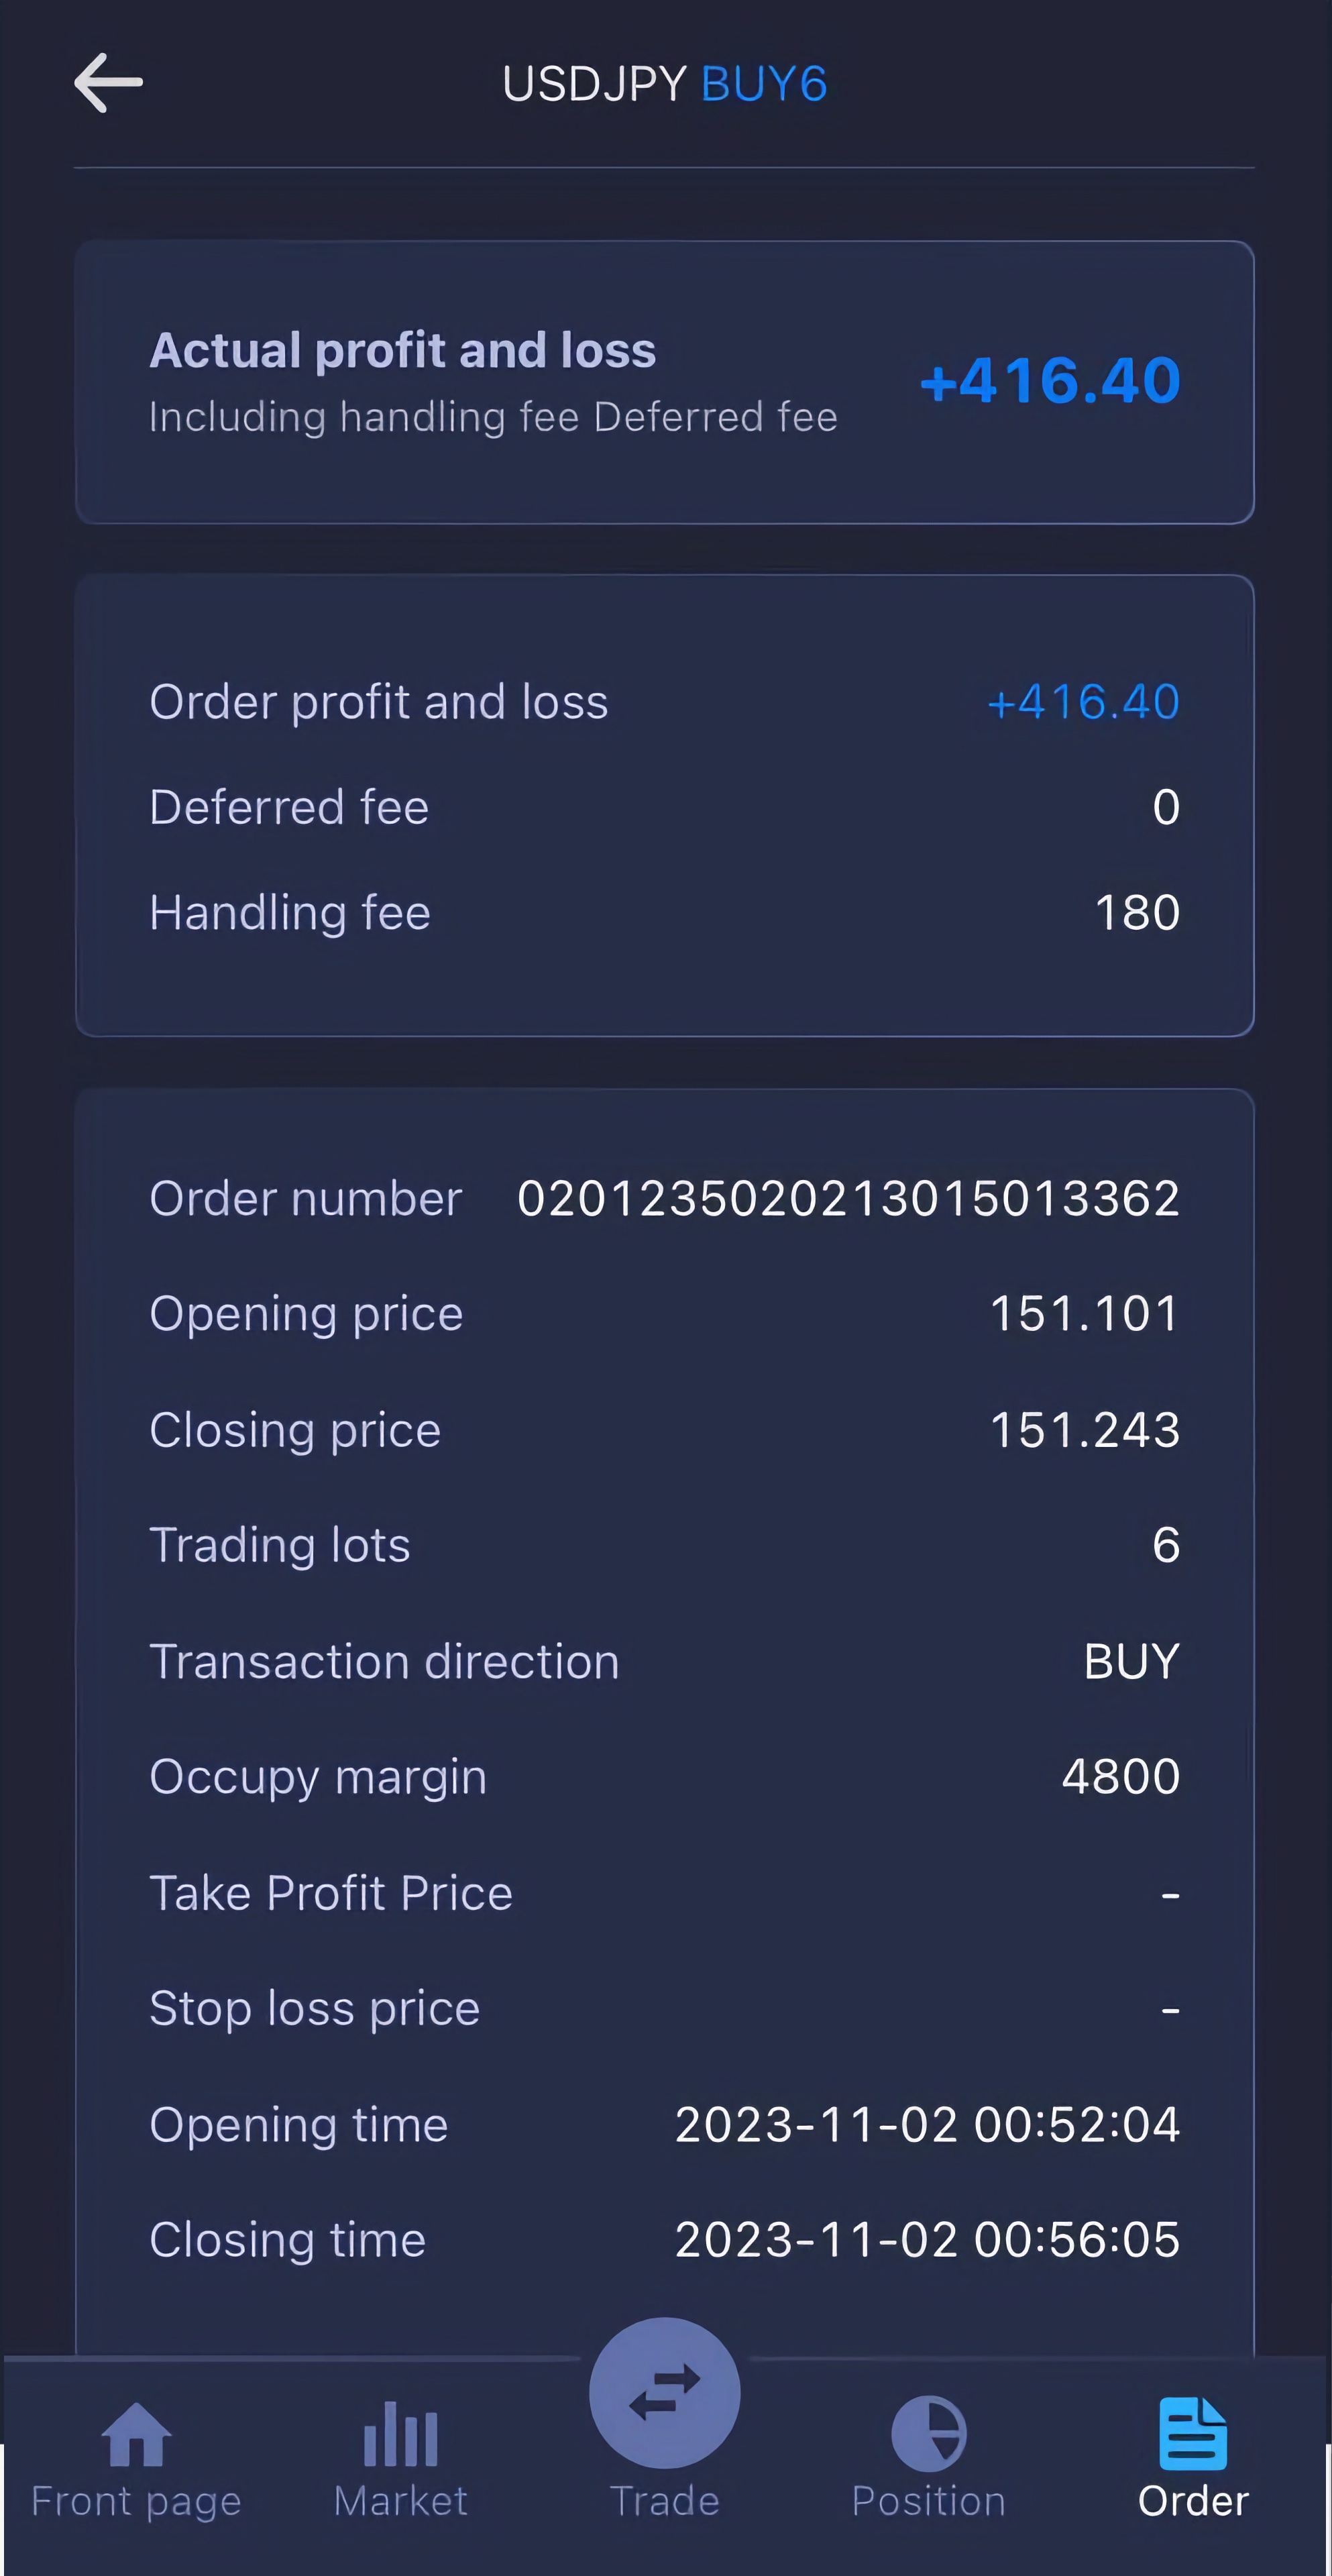 USDJPY BUY6
Actual profit and loss
Including handling fee Deferred fee
+416.40
Order profit and loss +416.40
Deferred fee 0
Handling fee 180
Order number 0201235020213015013362
Opening price 151.101
Closing price 151.243
Trading lots 6
Transaction direction BUY
Occupy margin 4800
Take Profit Price -
Stop loss price -
Opening time 2023-11-02 00:52:04
Closing time 2023-11-02 00:56:05
Front page Market Trade Position Order